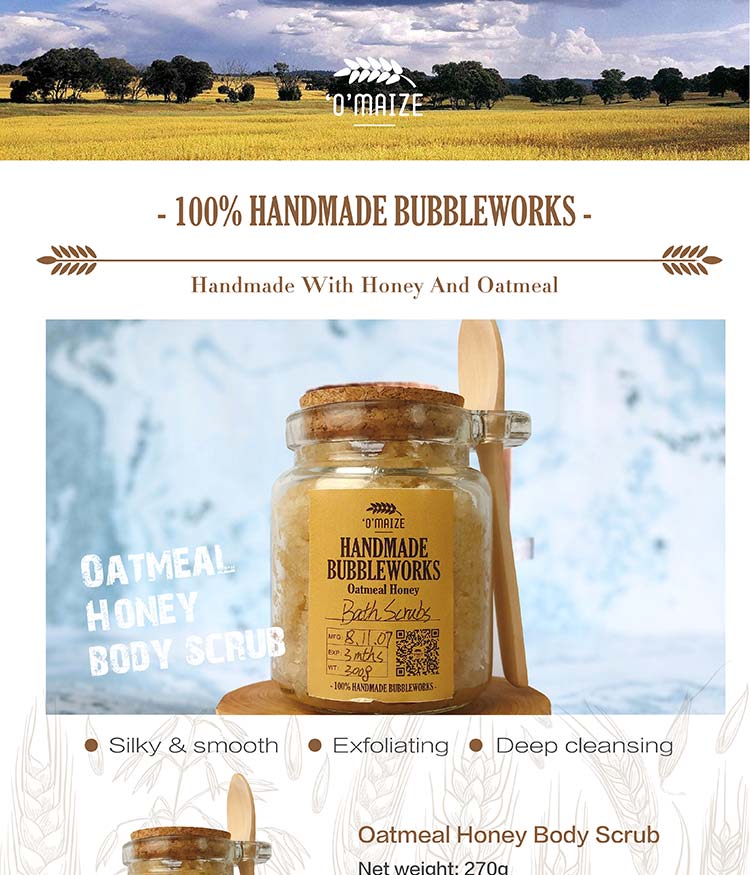 'O'MAIZE
- 100% HANDMADE BUBBLEWORKS -
Handmade With Honey And Oatmeal
'O'MAIZE
HANDMADE
BUBBLEWORKS
Oatmeal Honey
Bath Scrubs
MFG: 8.11.07
EXP: 3 mths
WT: 300g
- 100% HANDMADE BUBBLEWORKS -
OATMEAL
HONEY
BODY SCRUB
Silky & smooth
Exfoliating
Deep cleansing
Oatmeal Honey Body Scrub
Net weight: 270g